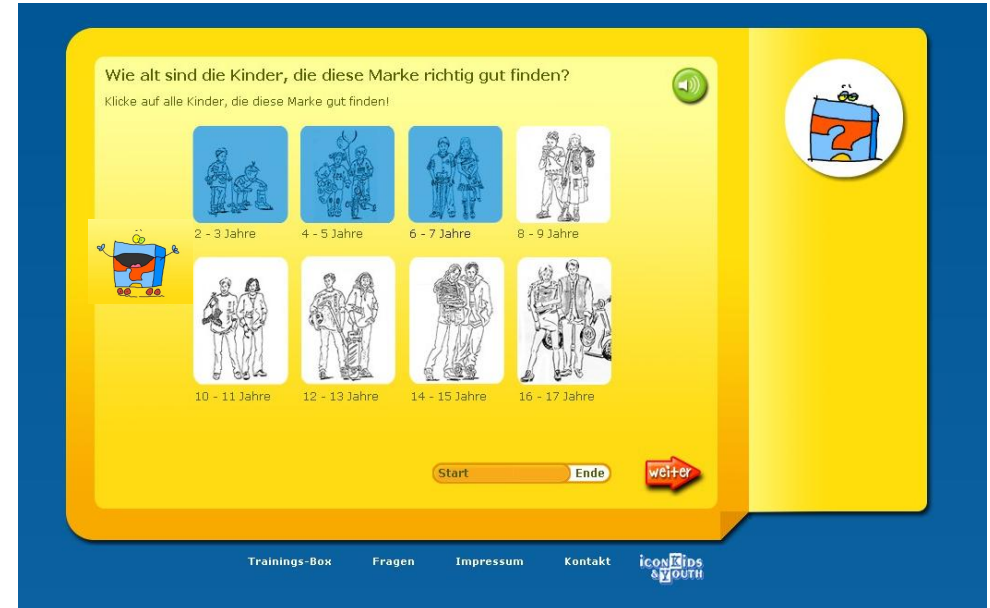 Wie alt sind die Kinder, die diese Marke richtig gut finden?
Klicke auf alle Kinder, die diese Marke gut finden!
2 - 3 Jahre
4 - 5 Jahre
6 - 7 Jahre
8 - 9 Jahre
10 - 11 Jahre
12 - 13 Jahre
14 - 15 Jahre
16 - 17 Jahre
Start
Ende
weiter
Trainings-Box
Fragen
Impressum
Kontakt
iconKids
&Youth